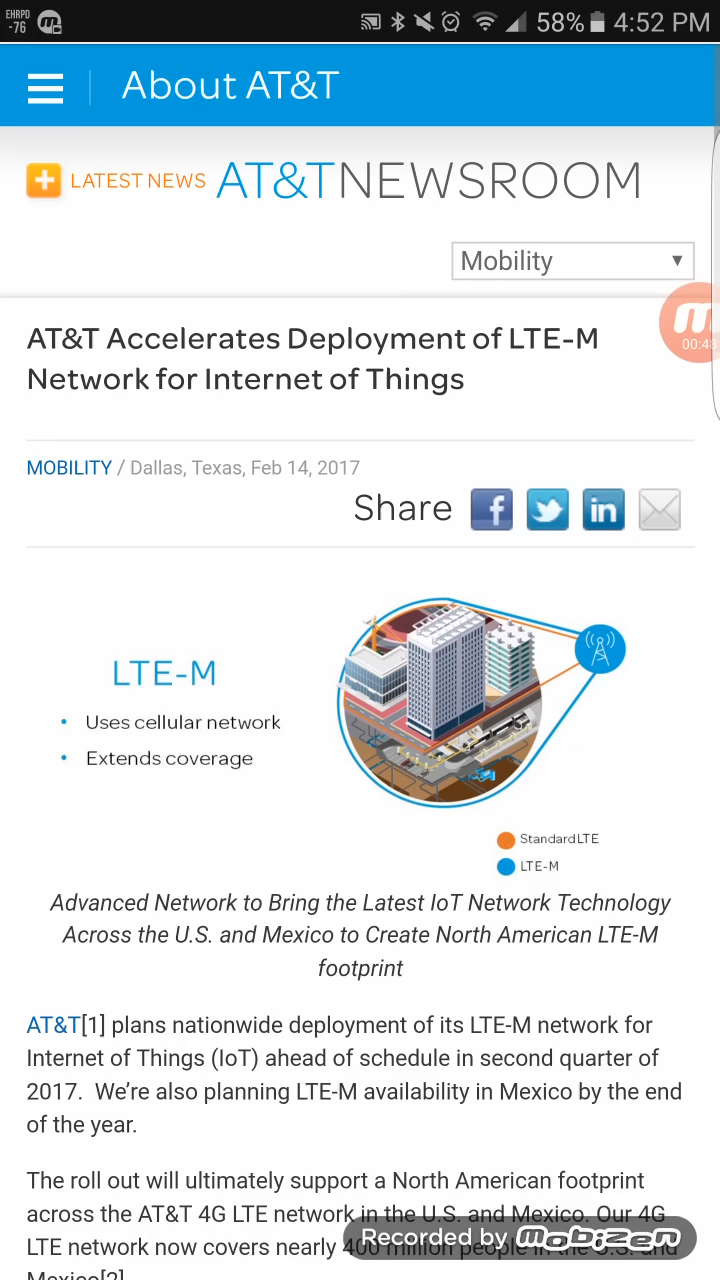 EHRPD
-76
58% 4:52 PM
About AT&T
LATEST NEWS AT&TNEWSROOM
Mobility
AT&T Accelerates Deployment of LTE-M
Network for Internet of Things
00:48
MOBILITY / Dallas, Texas, Feb 14, 2017
Share
LTE-M
• Uses cellular network
• Extends coverage
StandardLTE
LTE-M
Advanced Network to Bring the Latest IoT Network Technology
Across the U.S. and Mexico to Create North American LTE-M
footprint
AT&T[1] plans nationwide deployment of its LTE-M network for
Internet of Things (IoT) ahead of schedule in second quarter of
2017.  We’re also planning LTE-M availability in Mexico by the end
of the year.
The roll out will ultimately support a North American footprint
across the AT&T 4G LTE network in the U.S. and Mexico. Our 4G
LTE network now covers nearly 400 million people in the U.S. and
Recorded by mobizen
Mexico[2]